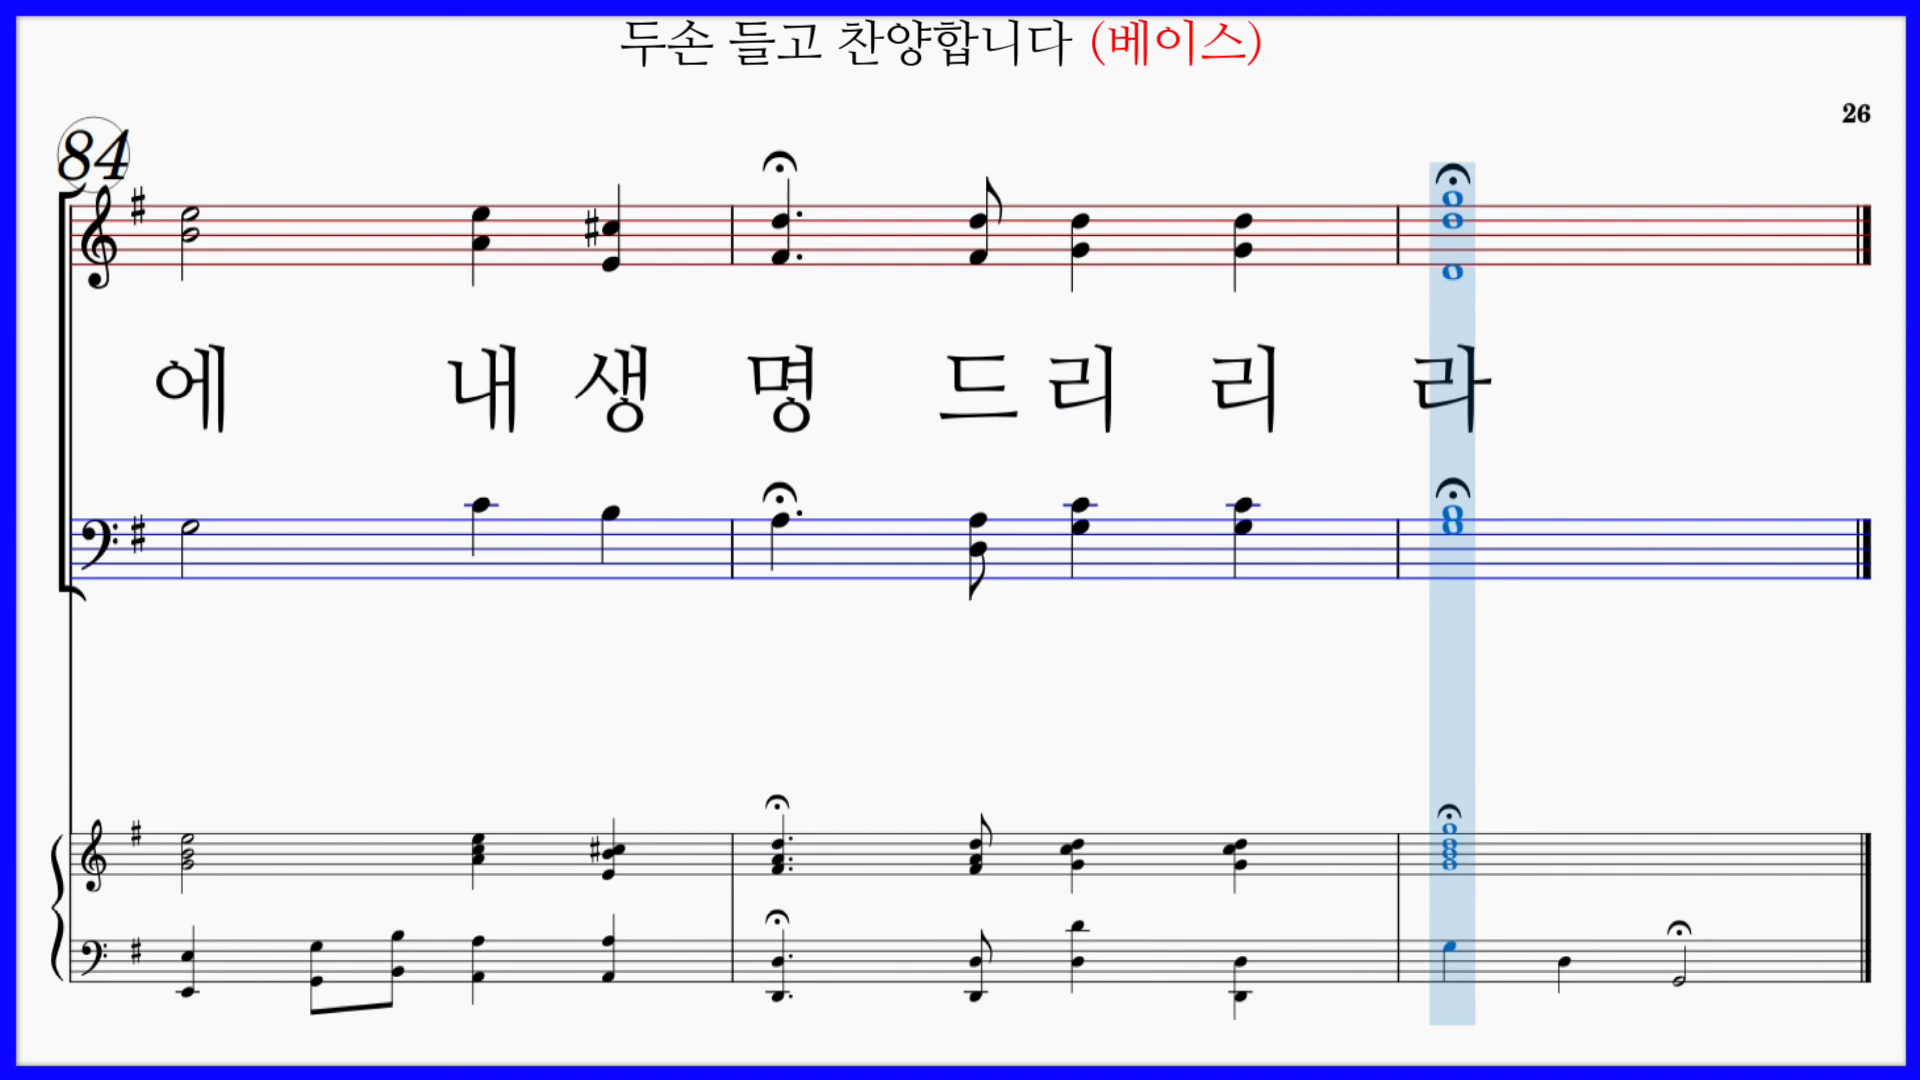 두손 들고 찬양합니다 (베이스)
26
84
에 내 생 명 드 리 리 라